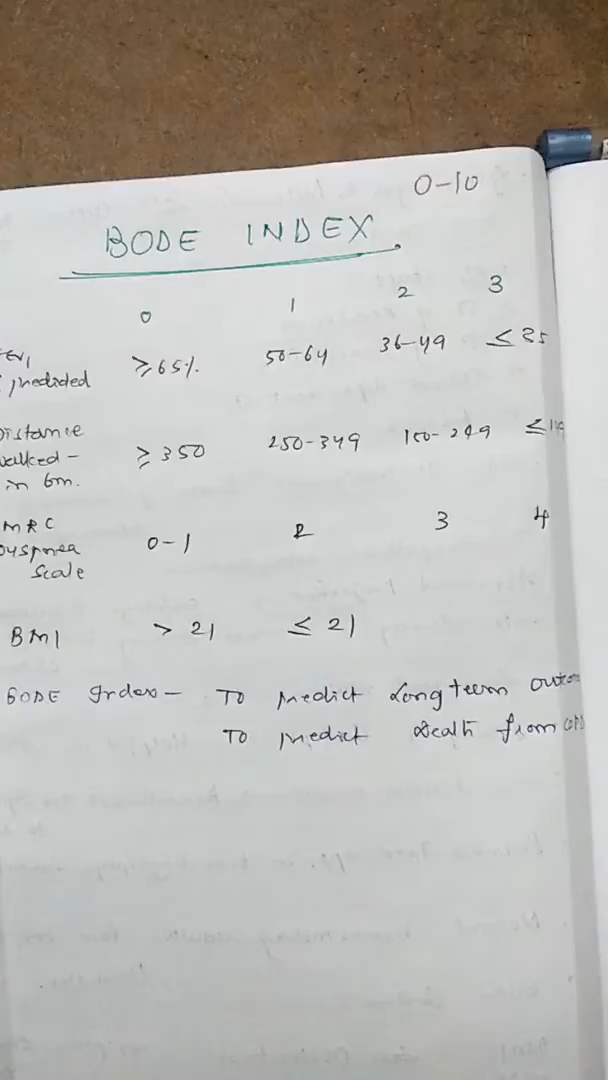 0-10
BODE INDEX
0 1 2 3
FEV1 predicted ≥65% 50-64 36-49 ≤35
Distance walked - in 6m. ≥350 250-349 150-249 ≤149
MRC Dyspnea Scale 0-1 2 3 4
BMI > 21 ≤ 21
BODE Index - To predict Long term
To predict death from